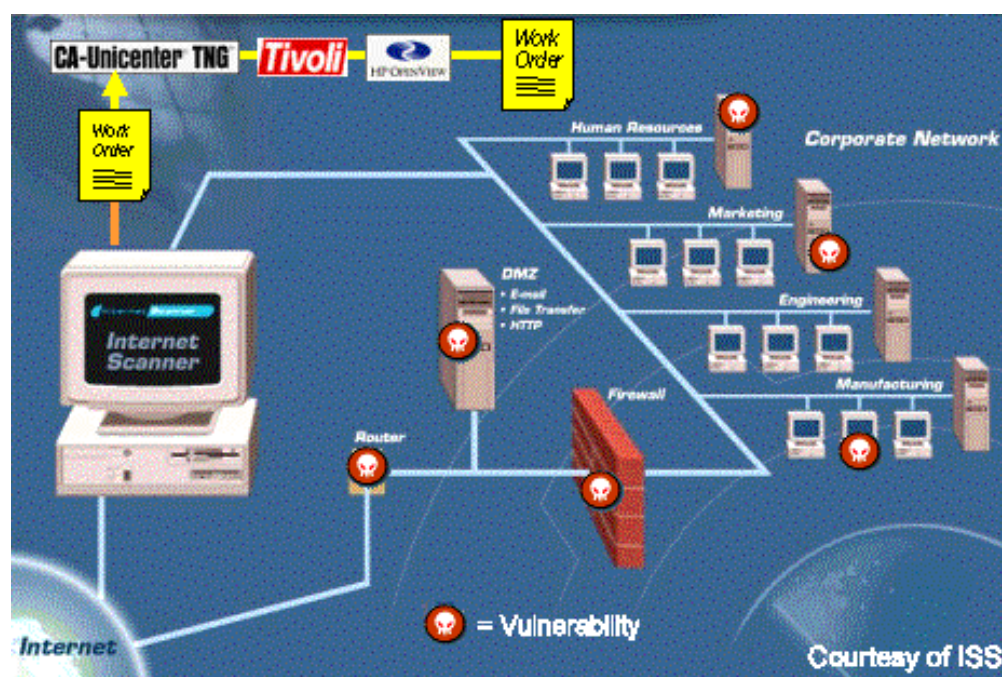 CA-Unicenter TNG
Tivoli
HP OPENVIEW
Work
Order
Work
Order
Human Resources
Corporate Network
Marketing
DMZ
• E-mail
• File Transfer
• HTTP
Engineering
Internet
Scanner
Manufacturing
Firewall
Router
= Vulnerability
Internet
Courtesy of ISS